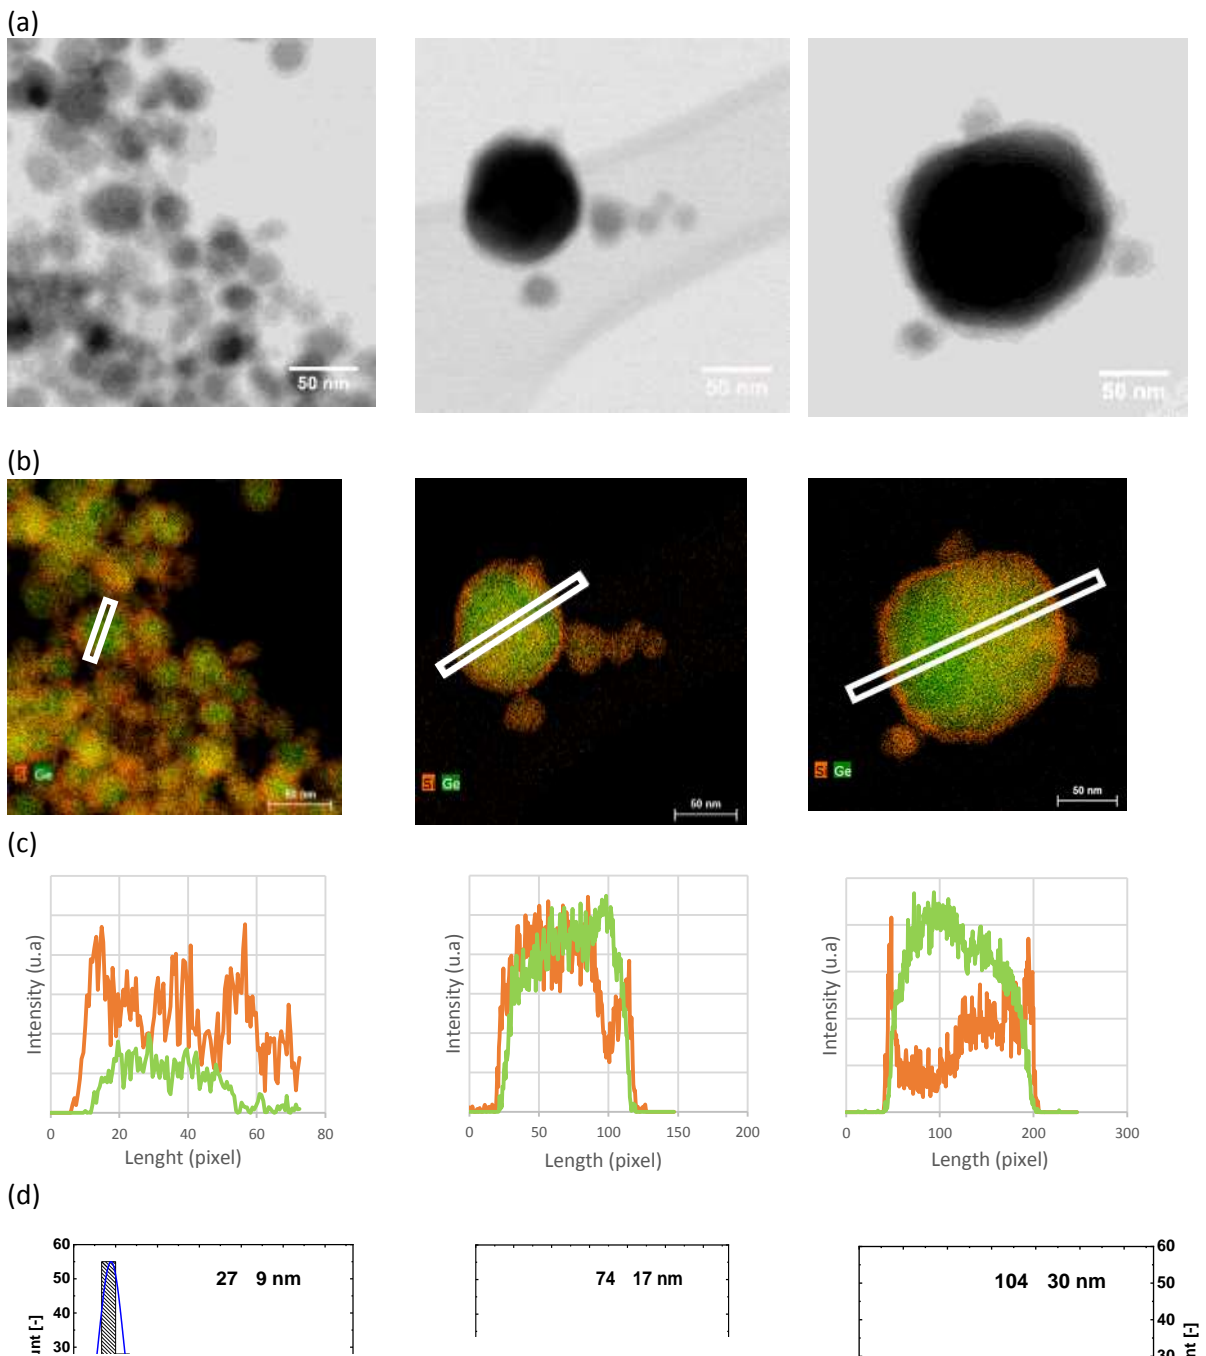 (a)
50 nm
50 nm
50 nm
(b)
Si Ge
50 nm
Si Ge
50 nm
Si Ge
50 nm
(c)
Intensity (u.a)
0 20 40 60 80
Lenght (pixel)
Intensity (u.a)
0 50 100 150 200
Length (pixel)
Intensity (u.a)
0 100 200 300
Length (pixel)
(d)
60
50
40
30
27 9 nm
74 17 nm
104 30 nm
60
50
40
30